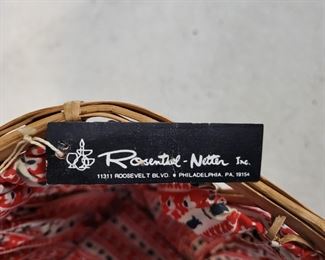 Rosenthal - Netter Inc.
11311 ROOSEVELT BLVD. • PHILADELPHIA, PA. 19154